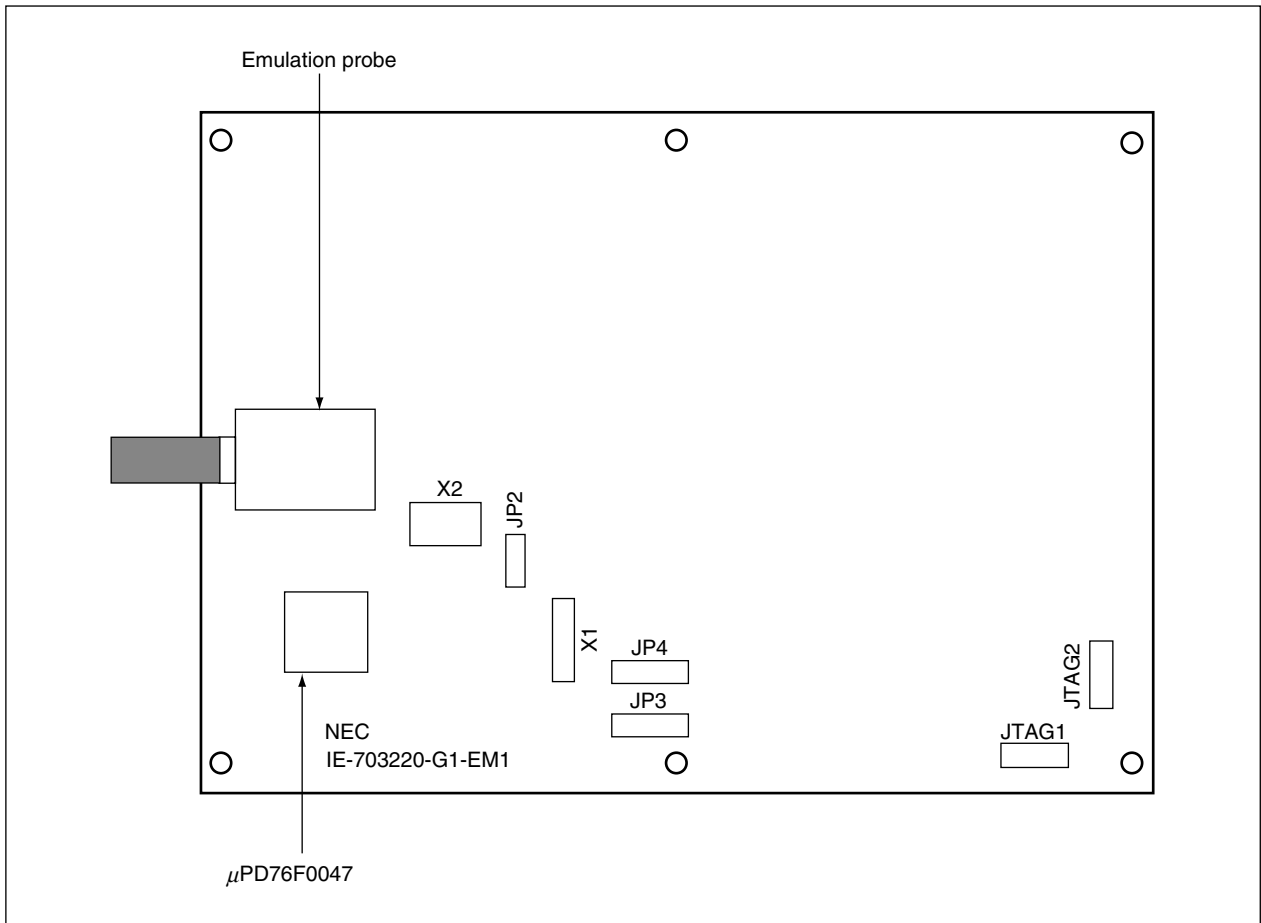 Emulation probe
X2
JP2
X1
JP4
JP3
JTAG2
JTAG1
NEC
IE-703220-G1-EM1
μPD76F0047